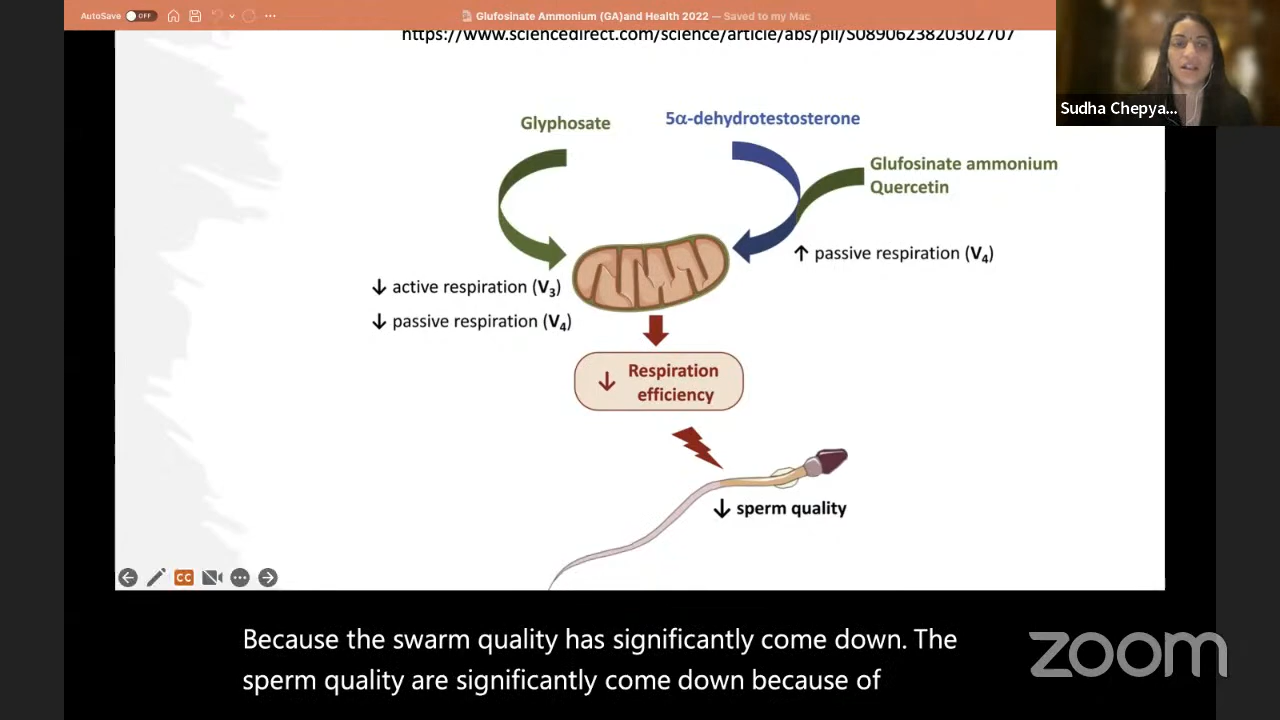 AutoSave OFF
Glufosinate Ammonium (GA)and Health 2022 — Saved to my Mac
https://www.sciencedirect.com/science/article/abs/pii/S0890623820302707
Sudha Chepya...
Glyphosate
5α-dehydrotestosterone
Glufosinate ammonium
Quercetin
↑ passive respiration (V4)
↓ active respiration (V3)
↓ passive respiration (V4)
↓ Respiration
efficiency
↓ sperm quality
CC
Because the swarm quality has significantly come down. The
sperm quality are significantly come down because of
zoom